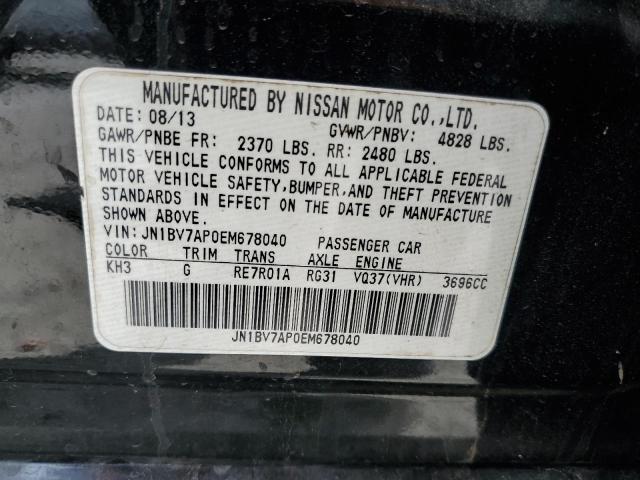 MANUFACTURED BY NISSAN MOTOR CO.,LTD.
DATE: 08/13 GVWR/PNBV: 4828 LBS.
GAWR/PNBE FR: 2370 LBS. RR: 2480 LBS.
THIS VEHICLE CONFORMS TO ALL APPLICABLE FEDERAL
MOTOR VEHICLE SAFETY, BUMPER, AND THEFT PREVENTION
STANDARDS IN EFFECT ON THE DATE OF MANUFACTURE
SHOWN ABOVE.
VIN: JN1BV7AP0EM678040 PASSENGER CAR
COLOR TRIM TRANS AXLE ENGINE
KH3 G RE7R01A RG31 VQ37(VHR) 3696CC
JN1BV7AP0EM678040